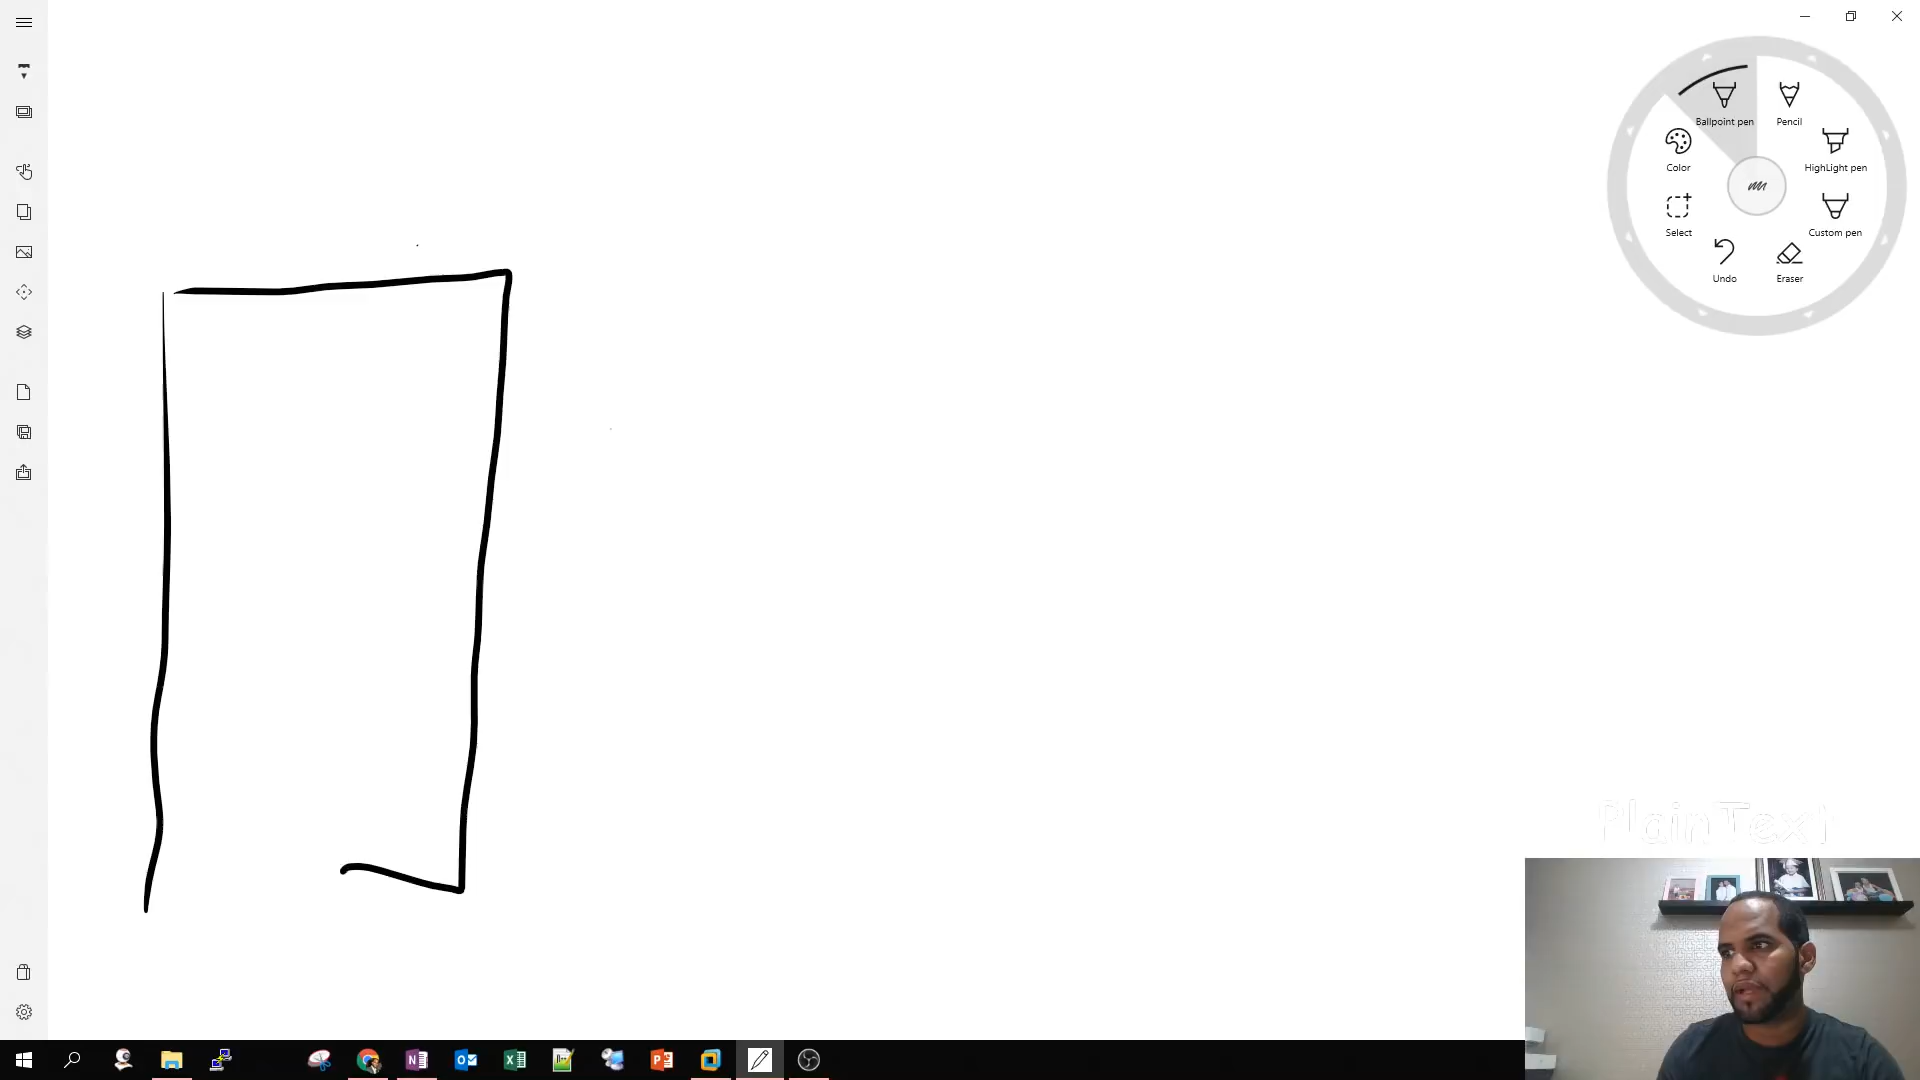 Ballpoint pen
Pencil
Color
HighLight pen
Select
Custom pen
Undo
Eraser
PlainText